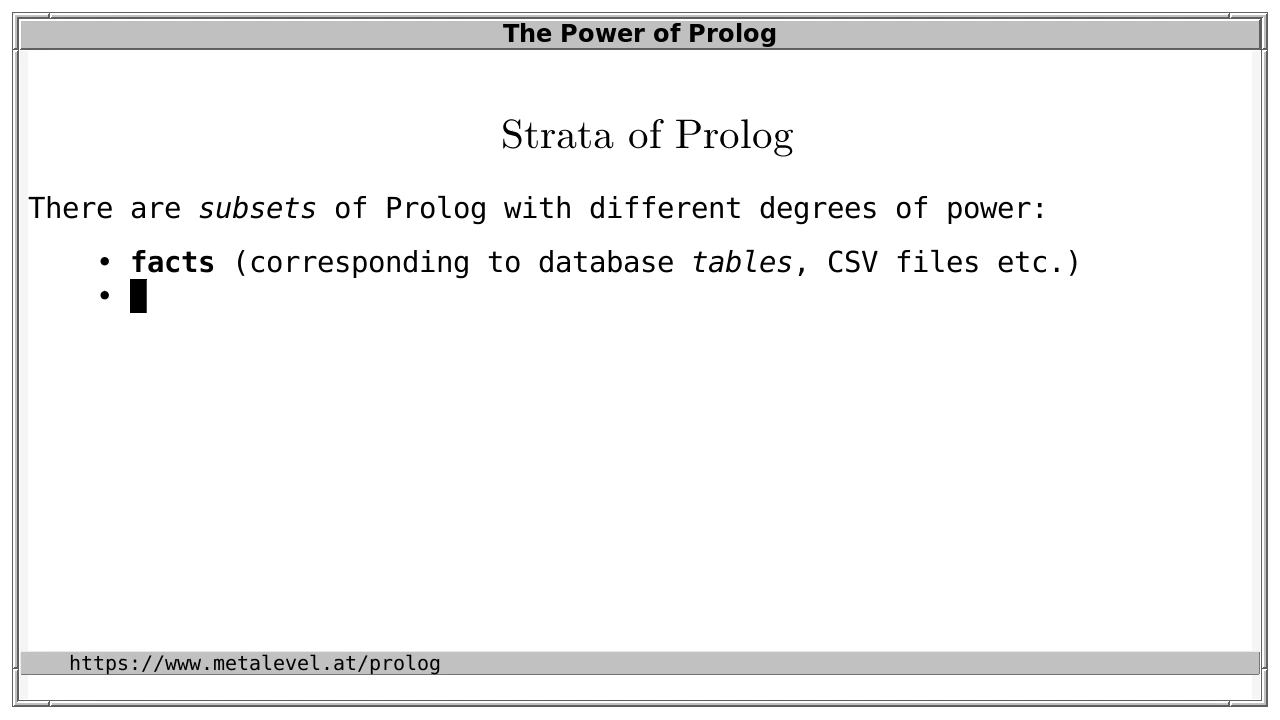 The Power of Prolog
Strata of Prolog
There are subsets of Prolog with different degrees of power:
• facts (corresponding to database tables, CSV files etc.)
•
https://www.metalevel.at/prolog